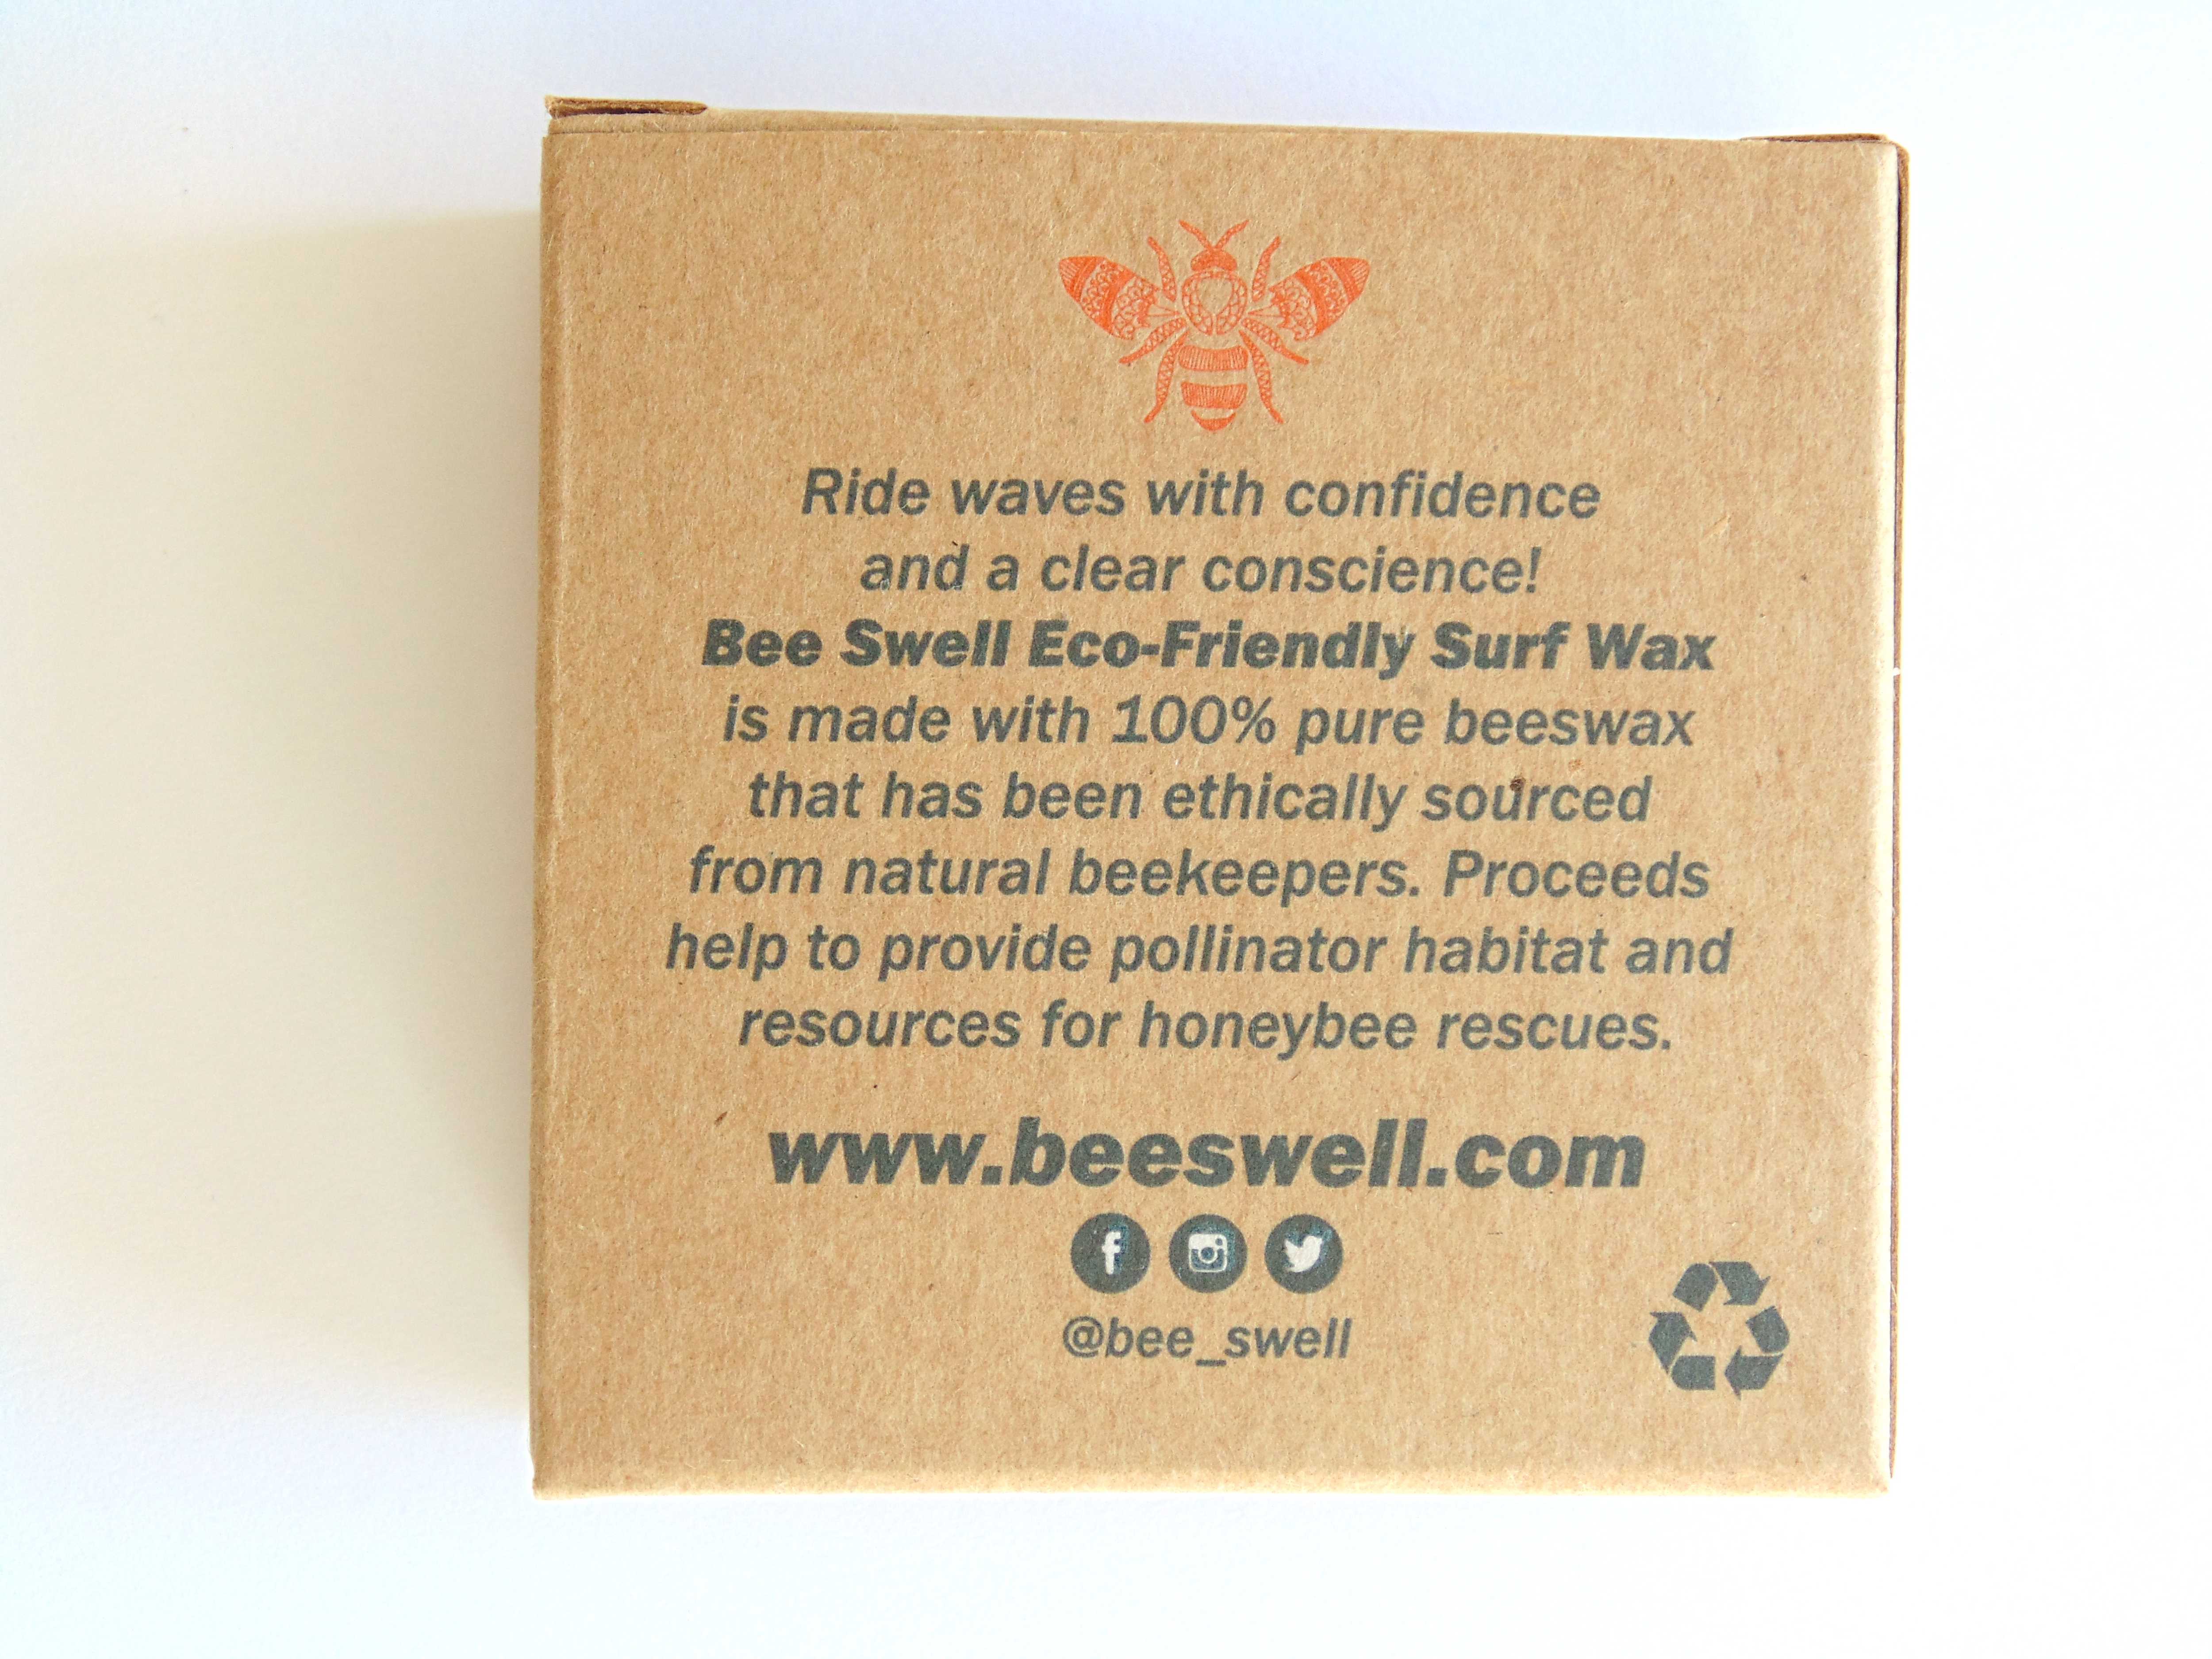 Ride waves with confidence
and a clear conscience!
Bee Swell Eco-Friendly Surf Wax
is made with 100% pure beeswax
that has been ethically sourced
from natural beekeepers. Proceeds
help to provide pollinator habitat and
resources for honeybee rescues.
www.beeswell.com
@bee_swell